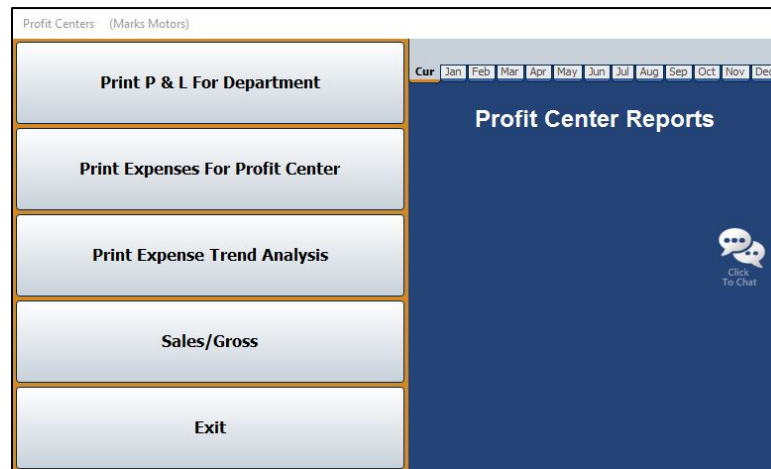 Profit Centers (Marks Motors)
Print P & L For Department
Print Expenses For Profit Center
Print Expense Trend Analysis
Sales/Gross
Exit
Cur Jan Feb Mar Apr May Jun Jul Aug Sep Oct Nov Dec
Profit Center Reports
Click
To Chat